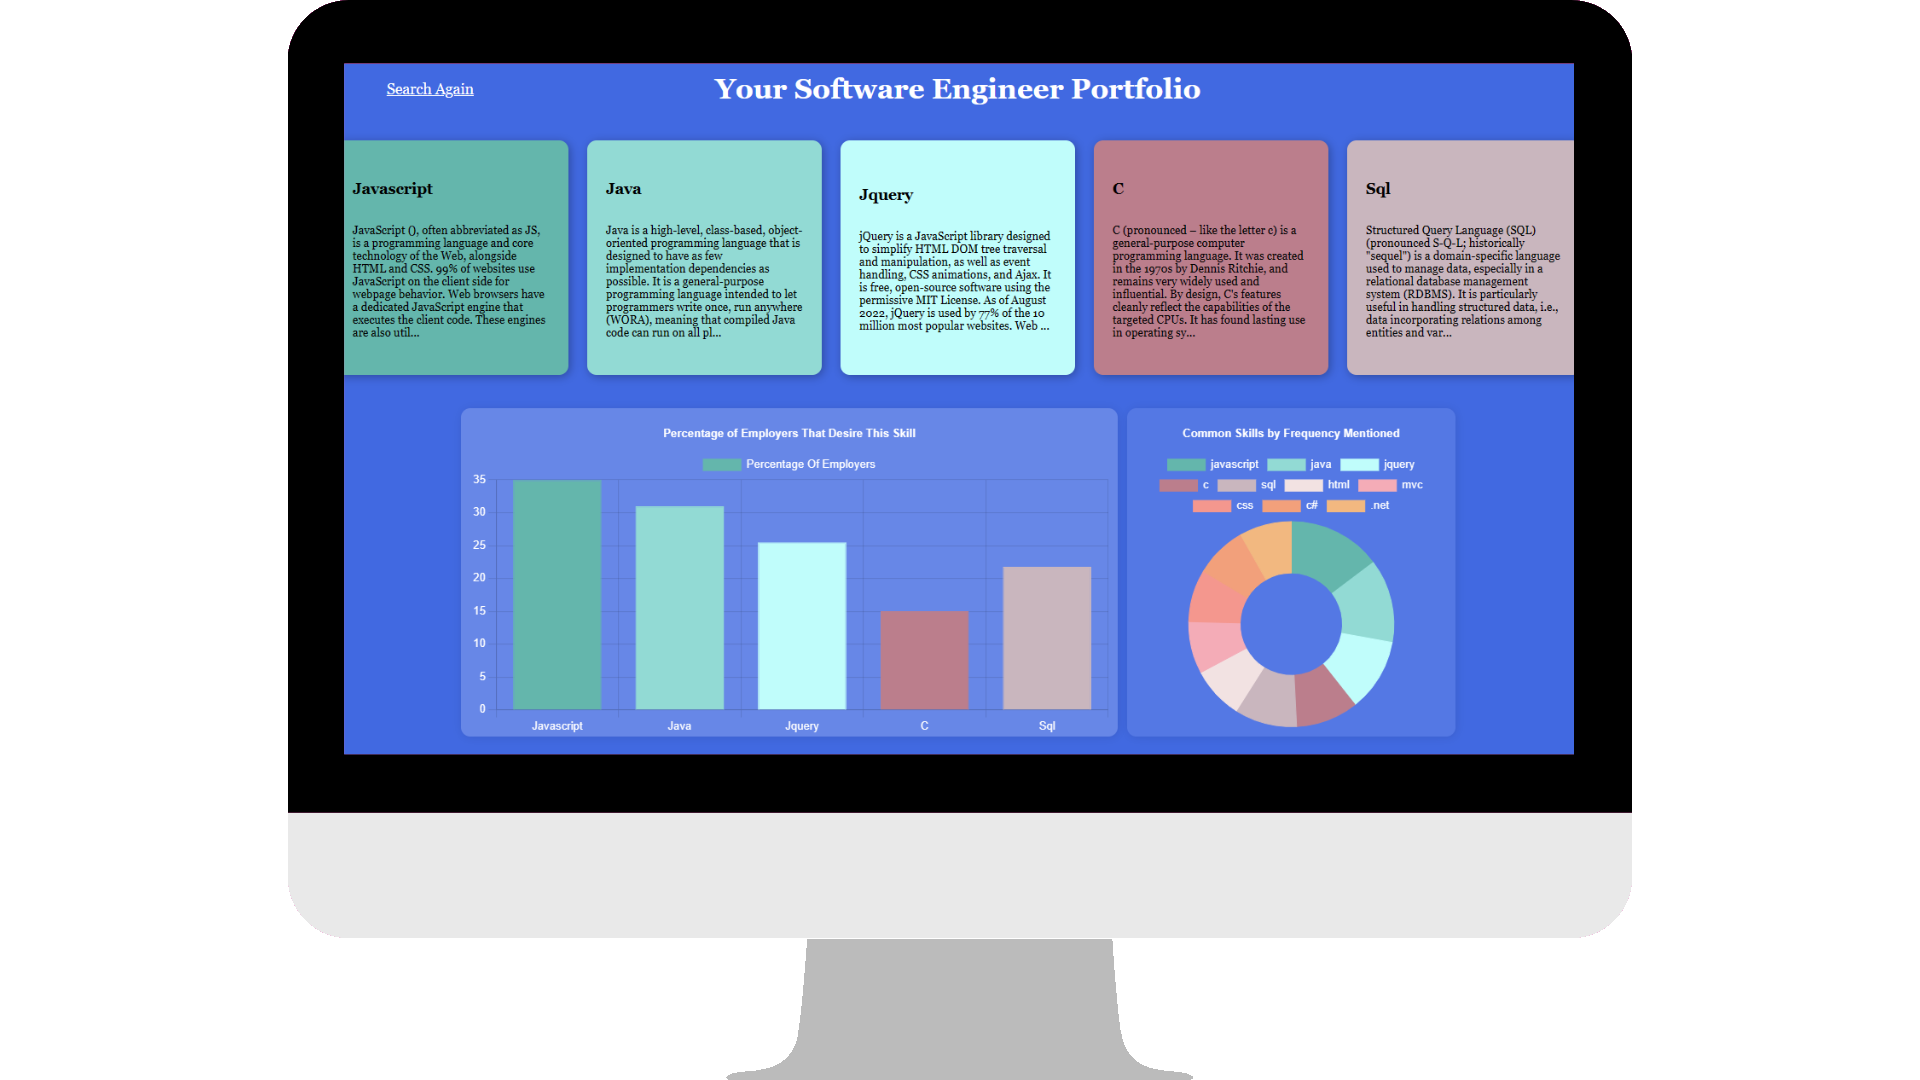 Search Again
Your Software Engineer Portfolio
Javascript
JavaScript (), often abbreviated as JS,
is a programming language and core
technology of the Web, alongside
HTML and CSS. 99% of websites use
JavaScript on the client side for
webpage behavior. Web browsers have
a dedicated JavaScript engine that
executes the client code. These engines
are also util...
Java
Java is a high-level, class-based, object-
oriented programming language that is
designed to have as few
implementation dependencies as
possible. It is a general-purpose
programming language intended to let
programmers write once, run anywhere
(WORA), meaning that compiled Java
code can run on all pl...
Jquery
jQuery is a JavaScript library designed
to simplify HTML DOM tree traversal
and manipulation, as well as event
handling, CSS animations, and Ajax. It
is free, open-source software using the
permissive MIT License. As of August
2022, jQuery is used by 77% of the 10
million most popular websites. Web ...
C
C (pronounced – like the letter c) is a
general-purpose computer
programming language. It was created
in the 1970s by Dennis Ritchie, and
remains very widely used and
influential. By design, C's features
cleanly reflect the capabilities of the
targeted CPUs. It has found lasting use
in operating sy...
Sql
Structured Query Language (SQL)
(pronounced S-Q-L; historically
"sequel") is a domain-specific language
used to manage data, especially in a
relational database management
system (RDBMS). It is particularly
useful in handling structured data, i.e.,
data incorporating relations among
entities and var...
Percentage of Employers That Desire This Skill
Percentage Of Employers
35
30
25
20
15
10
5
0
Javascript Java Jquery C Sql
Common Skills by Frequency Mentioned
javascript java jquery
c sql html mvc
css c# .net